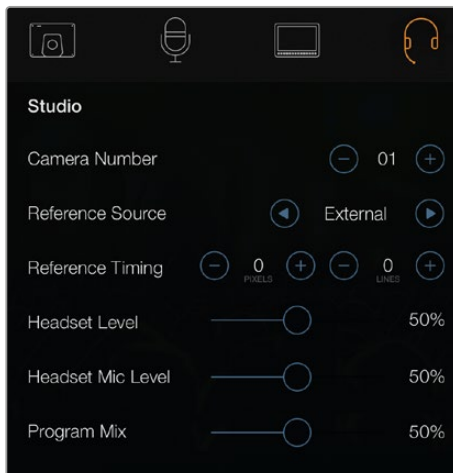 Studio
Camera Number 01
Reference Source External
Reference Timing 0 PIXELS 0 LINES
Headset Level 50%
Headset Mic Level 50%
Program Mix 50%